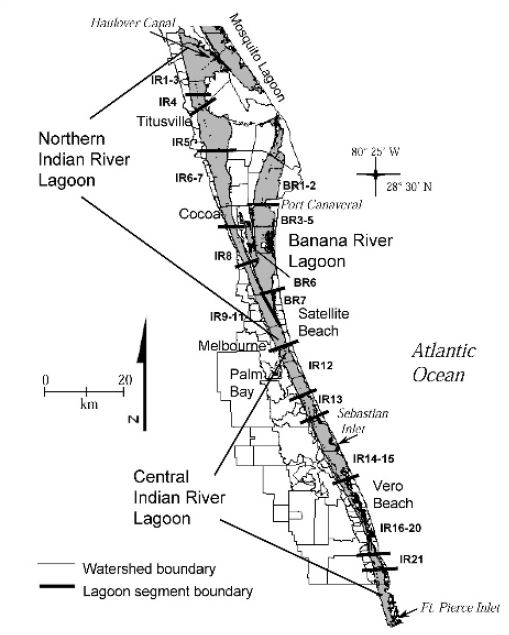 Haulover Canal
Mosquito Lagoon
IR1-3
IR4
Titusville
IR5
Northern
Indian River
Lagoon
IR6-7
80° 25' W
28° 30' N
BR1-2
Port Canaveral
Cocoa
BR3-5
Banana River
Lagoon
IR8
BR6
BR7
IR9-11
Satellite
Beach
Melbourne
Atlantic
Ocean
IR12
Palm
Bay
0 20
km
N
IR13
Sebastian
Inlet
IR14-15
Central
Indian River
Lagoon
Vero
Beach
IR16-20
IR21
Watershed boundary
Lagoon segment boundary
Ft. Pierce Inlet